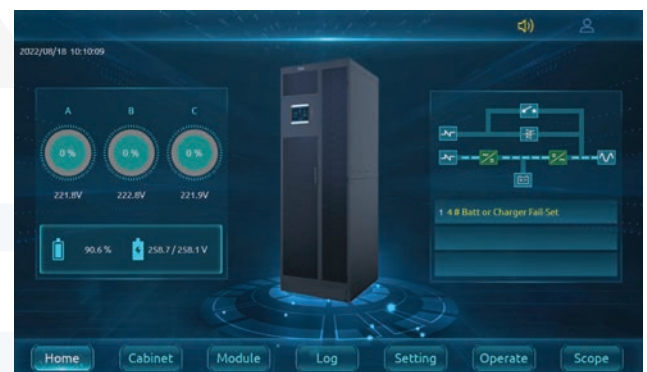 2022/08/18 10:10:09
A B C
0 % 0 % 0 %
221.8V 222.8V 221.9V
90.6 % 258.7 / 258.1 V
1 4# Batt or Charger Fail-Set
Home Cabinet Module Log Setting Operate Scope